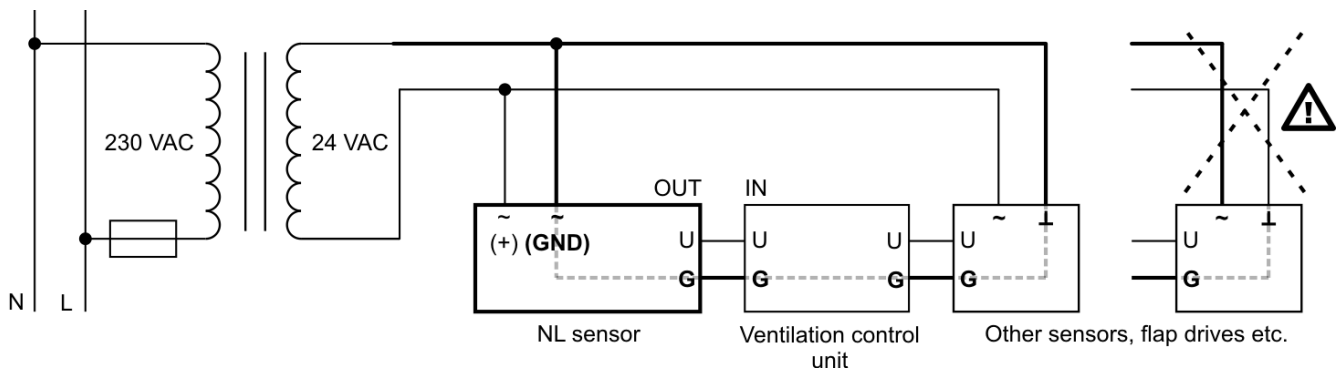 230 VAC
24 VAC
N
L
OUT
IN
~
~
(+) (GND)
U
G
U
G
U
G
~
⊥
U
G
~
⊥
U
G
!
NL sensor
Ventilation control
unit
Other sensors, flap drives etc.